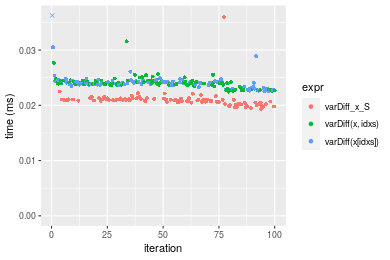 0.03
0.02
0.01
0.00
time (ms)
0
25
50
75
100
iteration
expr
varDiff_x_S
varDiff(x, idxs)
varDiff(x[idxs])